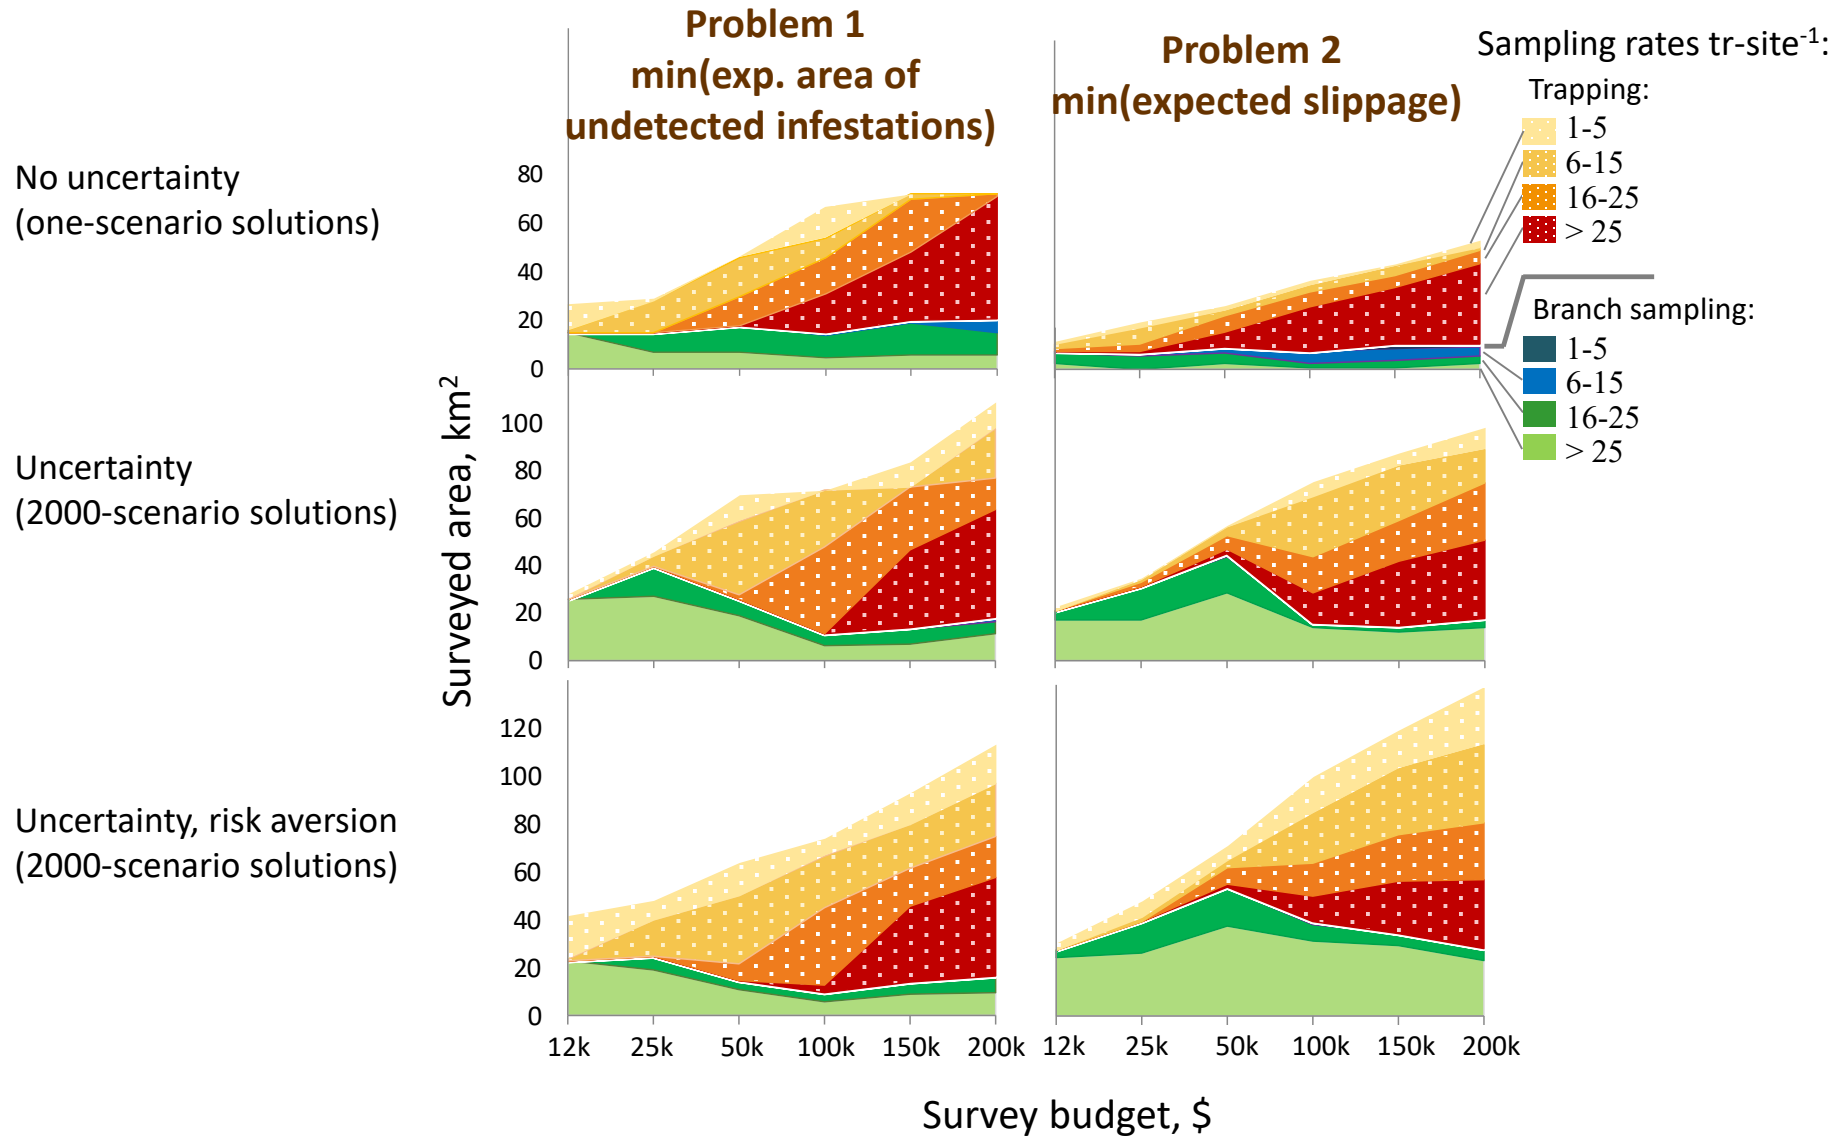 Problem 1
min(exp. area of
undetected infestations)
Problem 2
min(expected slippage)
Sampling rates tr-site⁻¹:
Trapping:
1-5
6-15
16-25
> 25
Branch sampling:
1-5
6-15
16-25
> 25
No uncertainty
(one-scenario solutions)
Uncertainty
(2000-scenario solutions)
Uncertainty, risk aversion
(2000-scenario solutions)
Surveyed area, km²
80
60
40
20
0
100
80
60
40
20
0
120
100
80
60
40
20
0
12k 25k 50k 100k 150k 200k
12k 25k 50k 100k 150k 200k
Survey budget, $